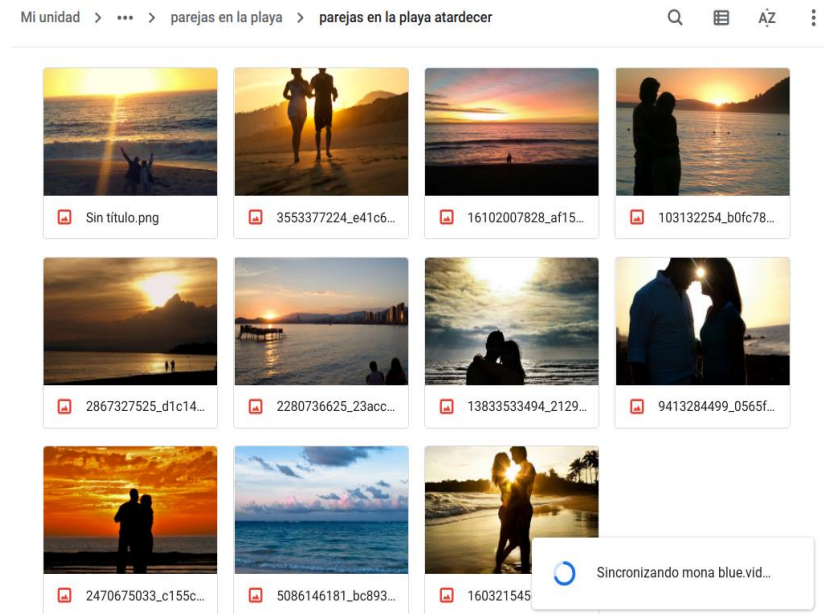 Mi unidad > ••• > parejas en la playa > parejas en la playa atardecer
AZ
Sin título.png
3553377224_e41c6...
16102007828_af15...
103132254_b0fc78...
2867327525_d1c14...
2280736625_23acc...
13833533494_2129...
9413284499_0565f...
2470675033_c155c...
5086146181_bc893...
160321545
Sincronizando mona blue.vid...